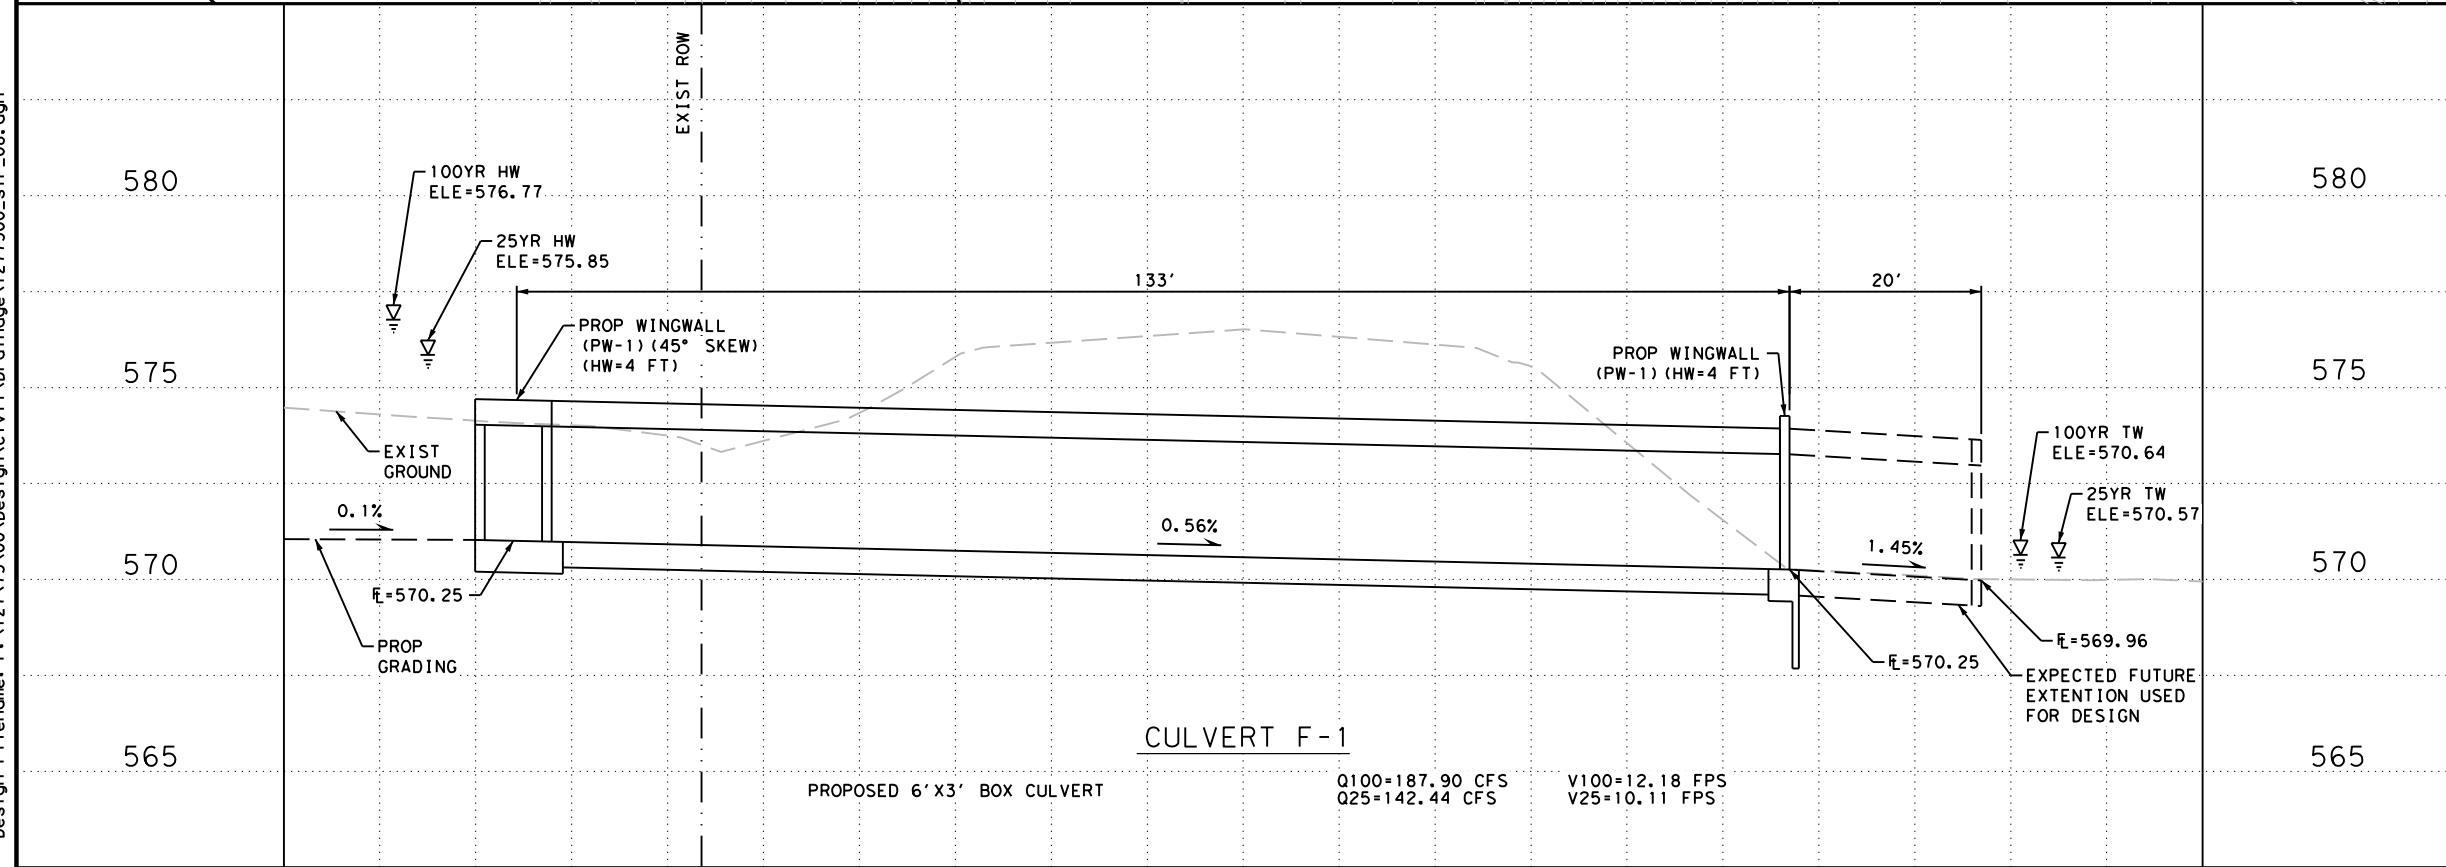 EXIST ROW
580
580
100YR HW
ELE=576.77
25YR HW
ELE=575.85
133'
20'
PROP WINGWALL
(PW-1)(45° SKEW)
(HW=4 FT)
PROP WINGWALL
(PW-1)(HW=4 FT)
575
575
EXIST
GROUND
100YR TW
ELE=570.64
25YR TW
ELE=570.57
0.1%
0.56%
1.45%
570
570
FL=570.25
PROP
GRADING
FL=569.96
FL=570.25
EXPECTED FUTURE
EXTENTION USED
FOR DESIGN
CULVERT F-1
565
565
PROPOSED 6'X3' BOX CULVERT
Q100=187.90 CFS
V100=12.18 FPS
Q25=142.44 CFS
V25=10.11 FPS